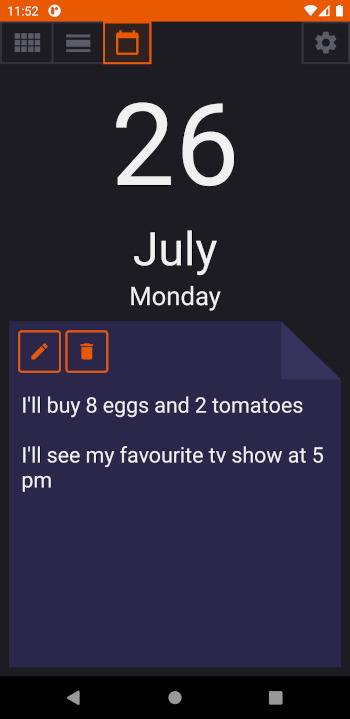 11:52
26
July
Monday
I'll buy 8 eggs and 2 tomatoes
I'll see my favourite tv show at 5
pm